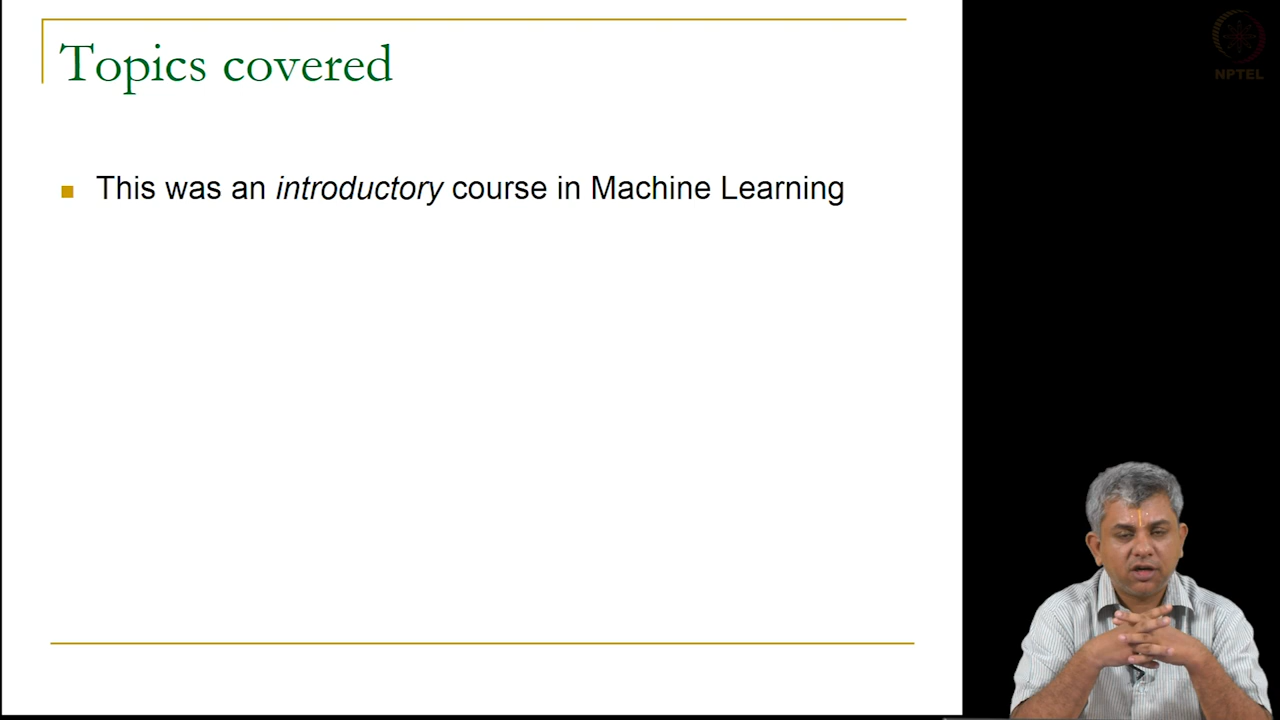 Topics covered
This was an introductory course in Machine Learning
NPTEL